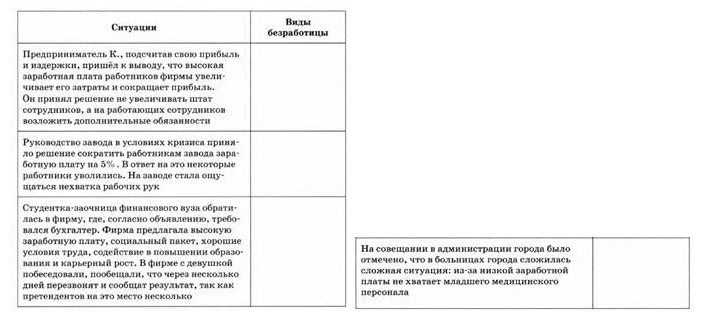 Ситуации
Виды
безработицы
Предприниматель К., подсчитав свою прибыль
и издержки, пришёл к выводу, что высокая
заработная плата работников фирмы увели-
чивает его затраты и сокращает прибыль.
Он принял решение не увеличивать штат
сотрудников, а на работающих сотрудников
возложить дополнительные обязанности
Руководство завода в условиях кризиса приня-
ло решение сократить работникам завода зара-
ботную плату на 5%. В ответ на это некоторые
работники уволились. На заводе стала ощу-
щаться нехватка рабочих рук
Студентка-заочница финансового вуза обрати-
лась в фирму, где, согласно объявлению, требо-
вался бухгалтер. Фирма предлагала высокую
заработную плату, социальный пакет, хорошие
условия труда, содействие в повышении образо-
вания и карьерный рост. В фирме с девушкой
побеседовали, пообещали, что через несколько
дней перезвонят и сообщат результат, так как
претендентов на это место несколько
На совещании в администрации города было
отмечено, что в больницах города сложилась
сложная ситуация: из-за низкой заработной
платы не хватает младшего медицинского
персонала